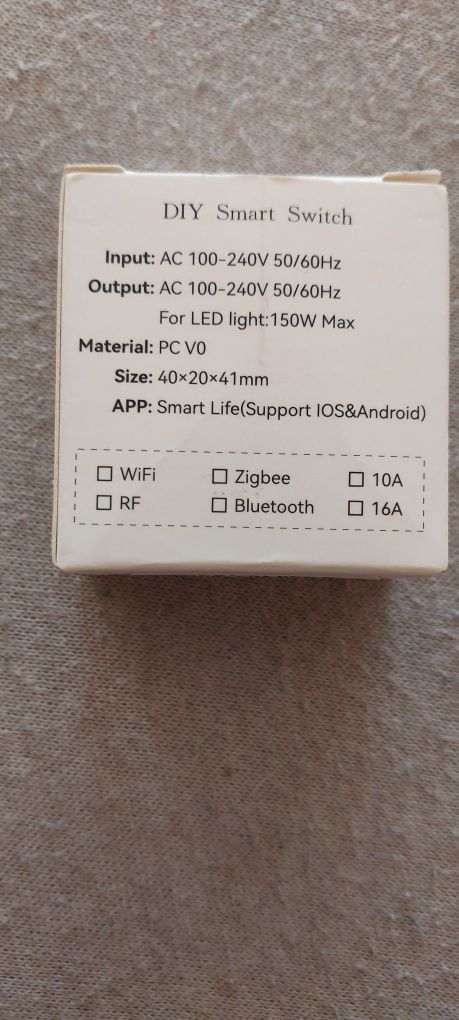 DIY Smart Switch
Input: AC 100-240V 50/60Hz
Output: AC 100-240V 50/60Hz
For LED light:150W Max
Material: PC V0
Size: 40×20×41mm
APP: Smart Life(Support IOS&Android)
☐ WiFi ☐ Zigbee ☐ 10A
☐ RF ☐ Bluetooth ☐ 16A